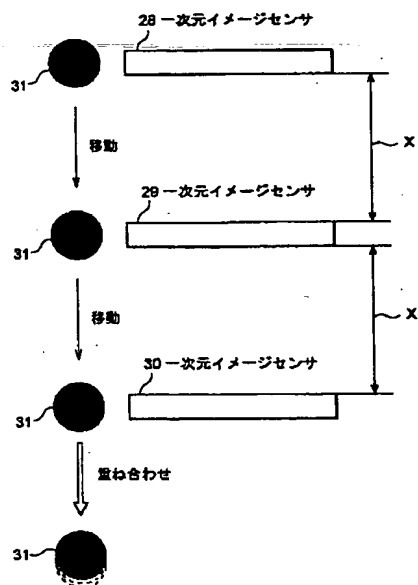 28 一次元イメージセンサ
31
移動
X
29 一次元イメージセンサ
31
移動
X
30 一次元イメージセンサ
31
重ね合わせ
31